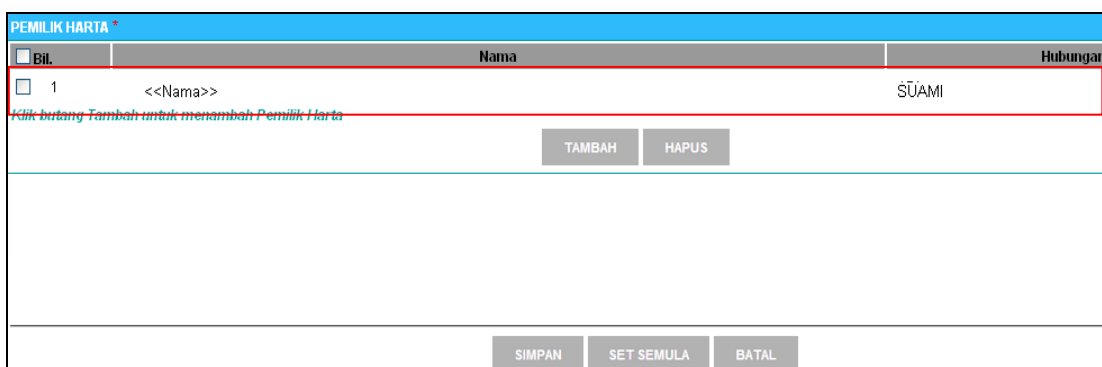 PEMILIK HARTA *
Bil. Nama Hubungan
1 <<Nama>> SUAMI
Klik butang Tambah untuk menambah Pemilik Harta
TAMBAH HAPUS
SIMPAN SET SEMULA BATAL